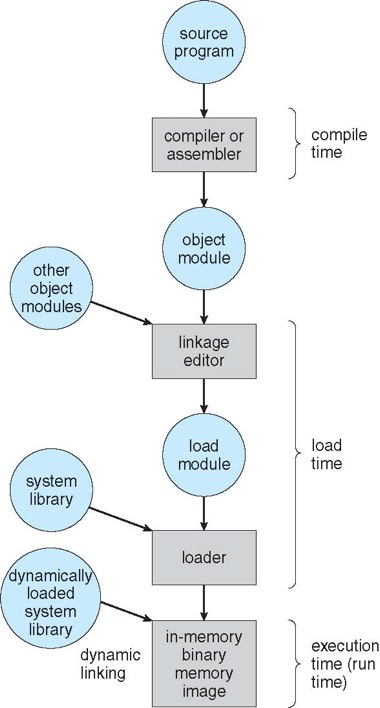 source
program
compiler or
assembler
compile
time
object
module
other
object
modules
linkage
editor
load
module
load
time
system
library
loader
dynamically
loaded
system
library
dynamic
linking
in-memory
binary
memory
image
execution
time (run
time)